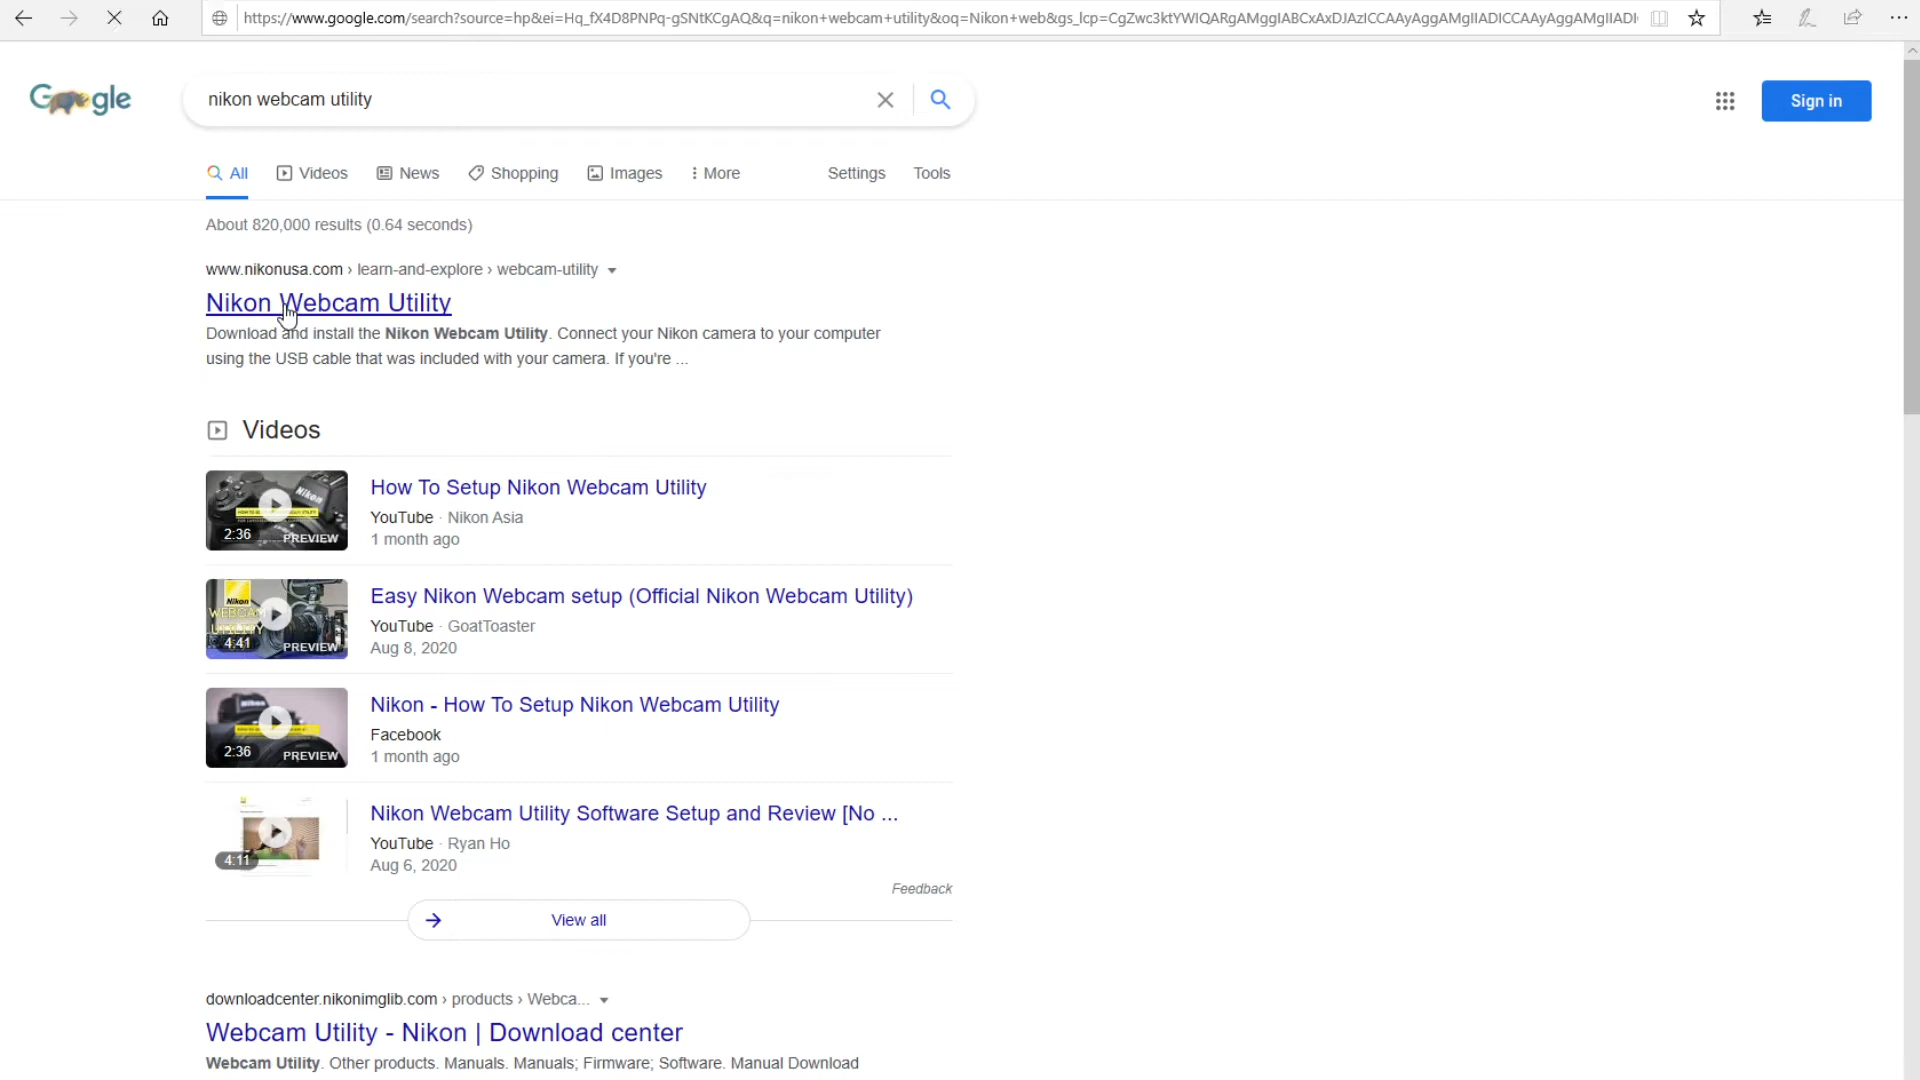 https://www.google.com/search?source=hp&ei=Hq_fX4D8PNPq-gSNtKCgAQ&q=nikon+webcam+utility&oq=Nikon+web&gs_lcp=CgZwc3ktYWIQARgAMggIABCxAxDJAzICCAAyAggAMgIIADICCAAyAggAMgIIADI
Google
nikon webcam utility
Sign in
All Videos News Shopping Images More Settings Tools
About 820,000 results (0.64 seconds)
www.nikonusa.com › learn-and-explore › webcam-utility
Nikon Webcam Utility
Download and install the Nikon Webcam Utility. Connect your Nikon camera to your computer
using the USB cable that was included with your camera. If you're ...
Videos
How To Setup Nikon Webcam Utility
YouTube · Nikon Asia
1 month ago
2:36 PREVIEW
Easy Nikon Webcam setup (Official Nikon Webcam Utility)
YouTube · GoatToaster
Aug 8, 2020
Nikon
WEBCAM
UTILITY
4:41 PREVIEW
Nikon - How To Setup Nikon Webcam Utility
Facebook
1 month ago
2:36 PREVIEW
Nikon Webcam Utility Software Setup and Review [No ...
YouTube · Ryan Ho
Aug 6, 2020
4:11
Feedback
View all
downloadcenter.nikonimglib.com › products › Webca...
Webcam Utility - Nikon | Download center
Webcam Utility. Other products. Manuals. Manuals; Firmware; Software. Manual Download